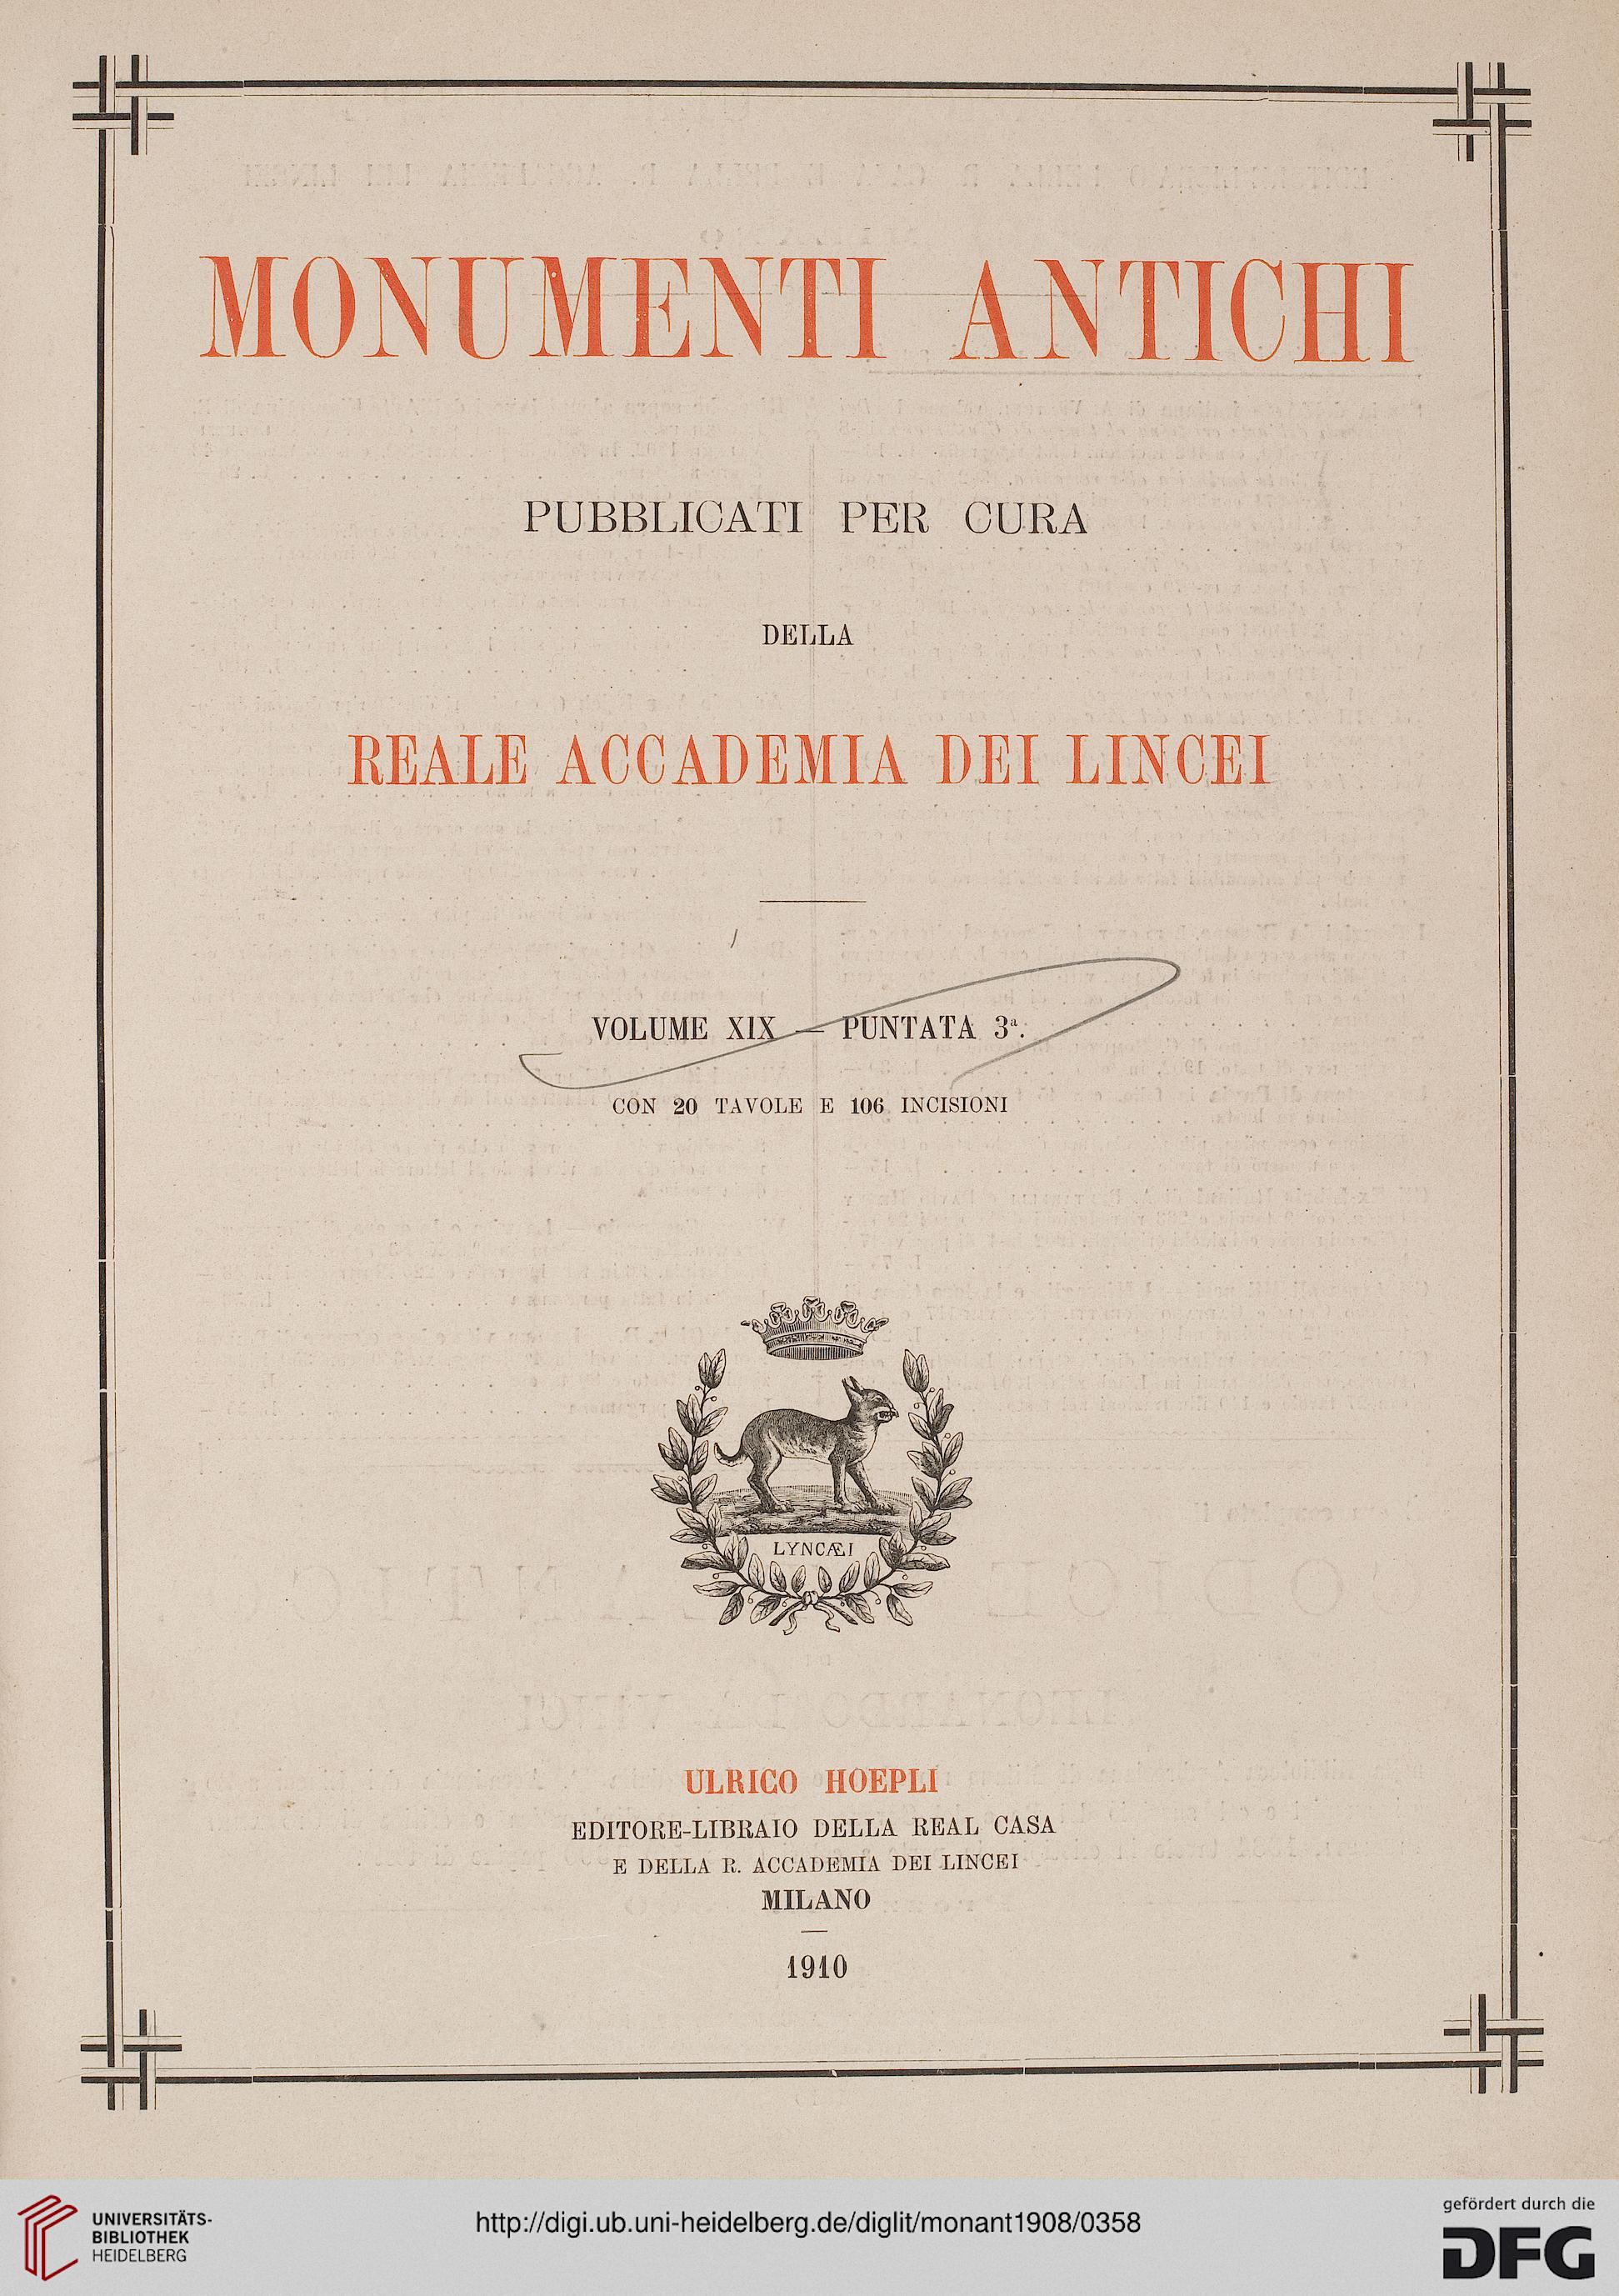 MONUMENTI ANTICHI
PUBBLICATI PER CURA
DELLA
REALE ACCADEMIA DEI LINCEI
VOLUME XIX — PUNTATA 3ª.
CON 20 TAVOLE E 106 INCISIONI
LYNCÆI
ULRICO HOEPLI
EDITORE-LIBRAIO DELLA REAL CASA
E DELLA R. ACCADEMIA DEI LINCEI
MILANO
1910
UNIVERSITÄTS-
BIBLIOTHEK
HEIDELBERG
http://digi.ub.uni-heidelberg.de/diglit/monant1908/0358
gefördert durch die
DFG